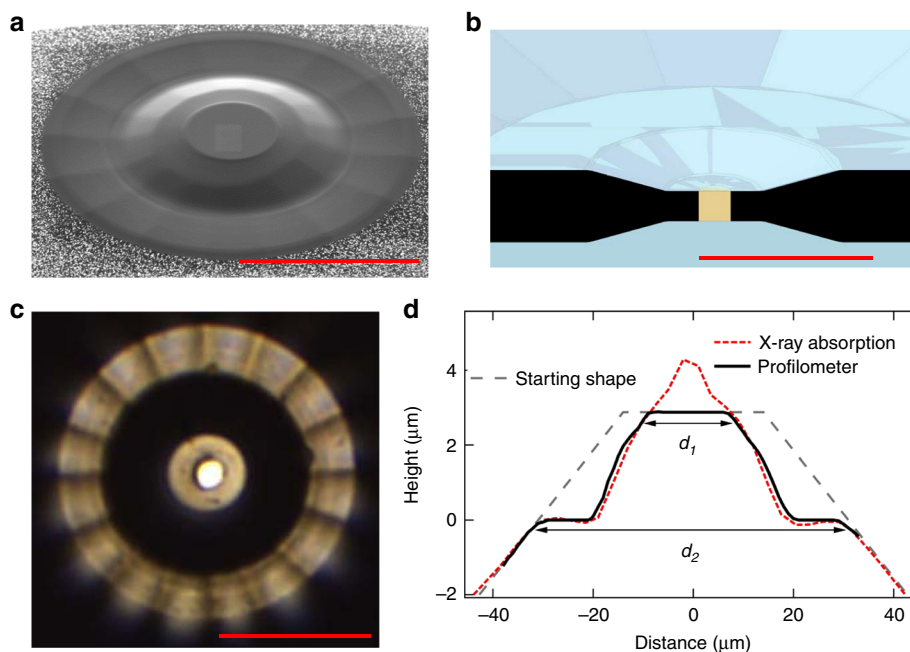 a
b
c
d
X-ray absorption
Profilometer
Starting shape
Height (μm)
4
2
0
–2
d1
d2
–40
–20
0
20
40
Distance (μm)